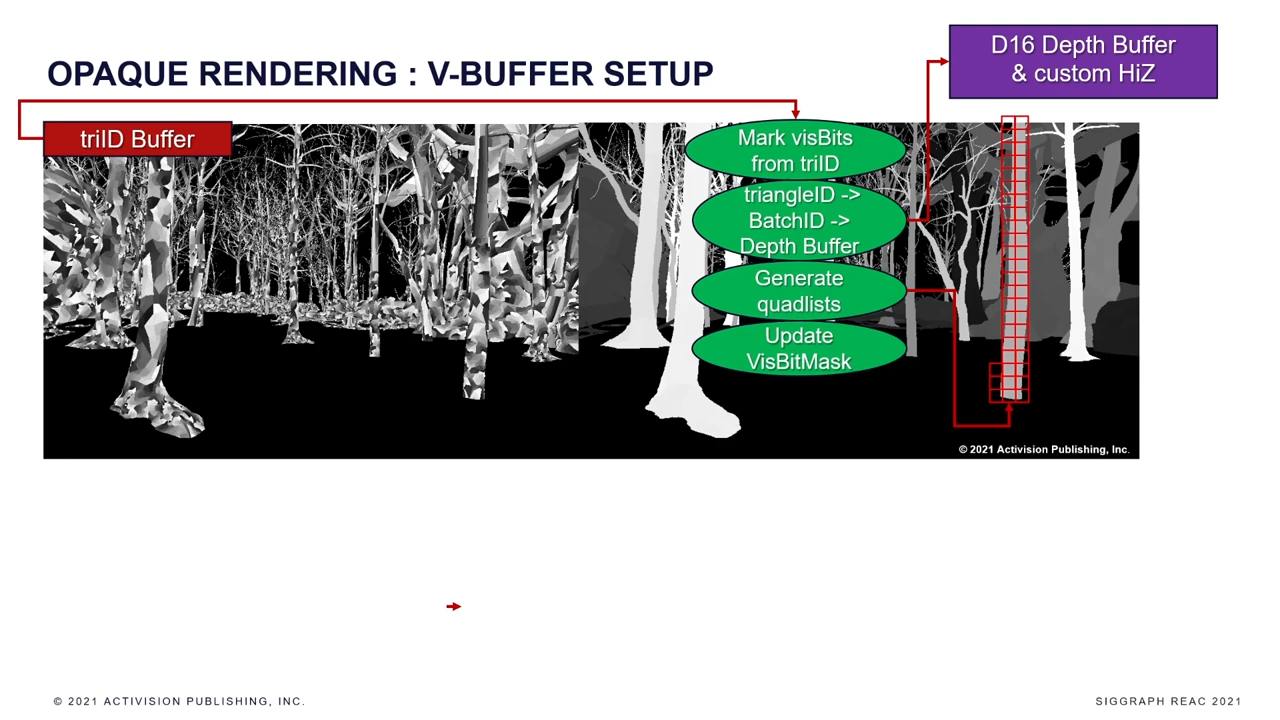 OPAQUE RENDERING : V-BUFFER SETUP
D16 Depth Buffer
& custom HiZ
triID Buffer
Mark visBits
from triID
triangleID ->
BatchID ->
Depth Buffer
Generate
quadlists
Update
VisBitMask
© 2021 Activision Publishing, Inc.
© 2021 ACTIVISION PUBLISHING, INC.
SIGGRAPH REAC 2021